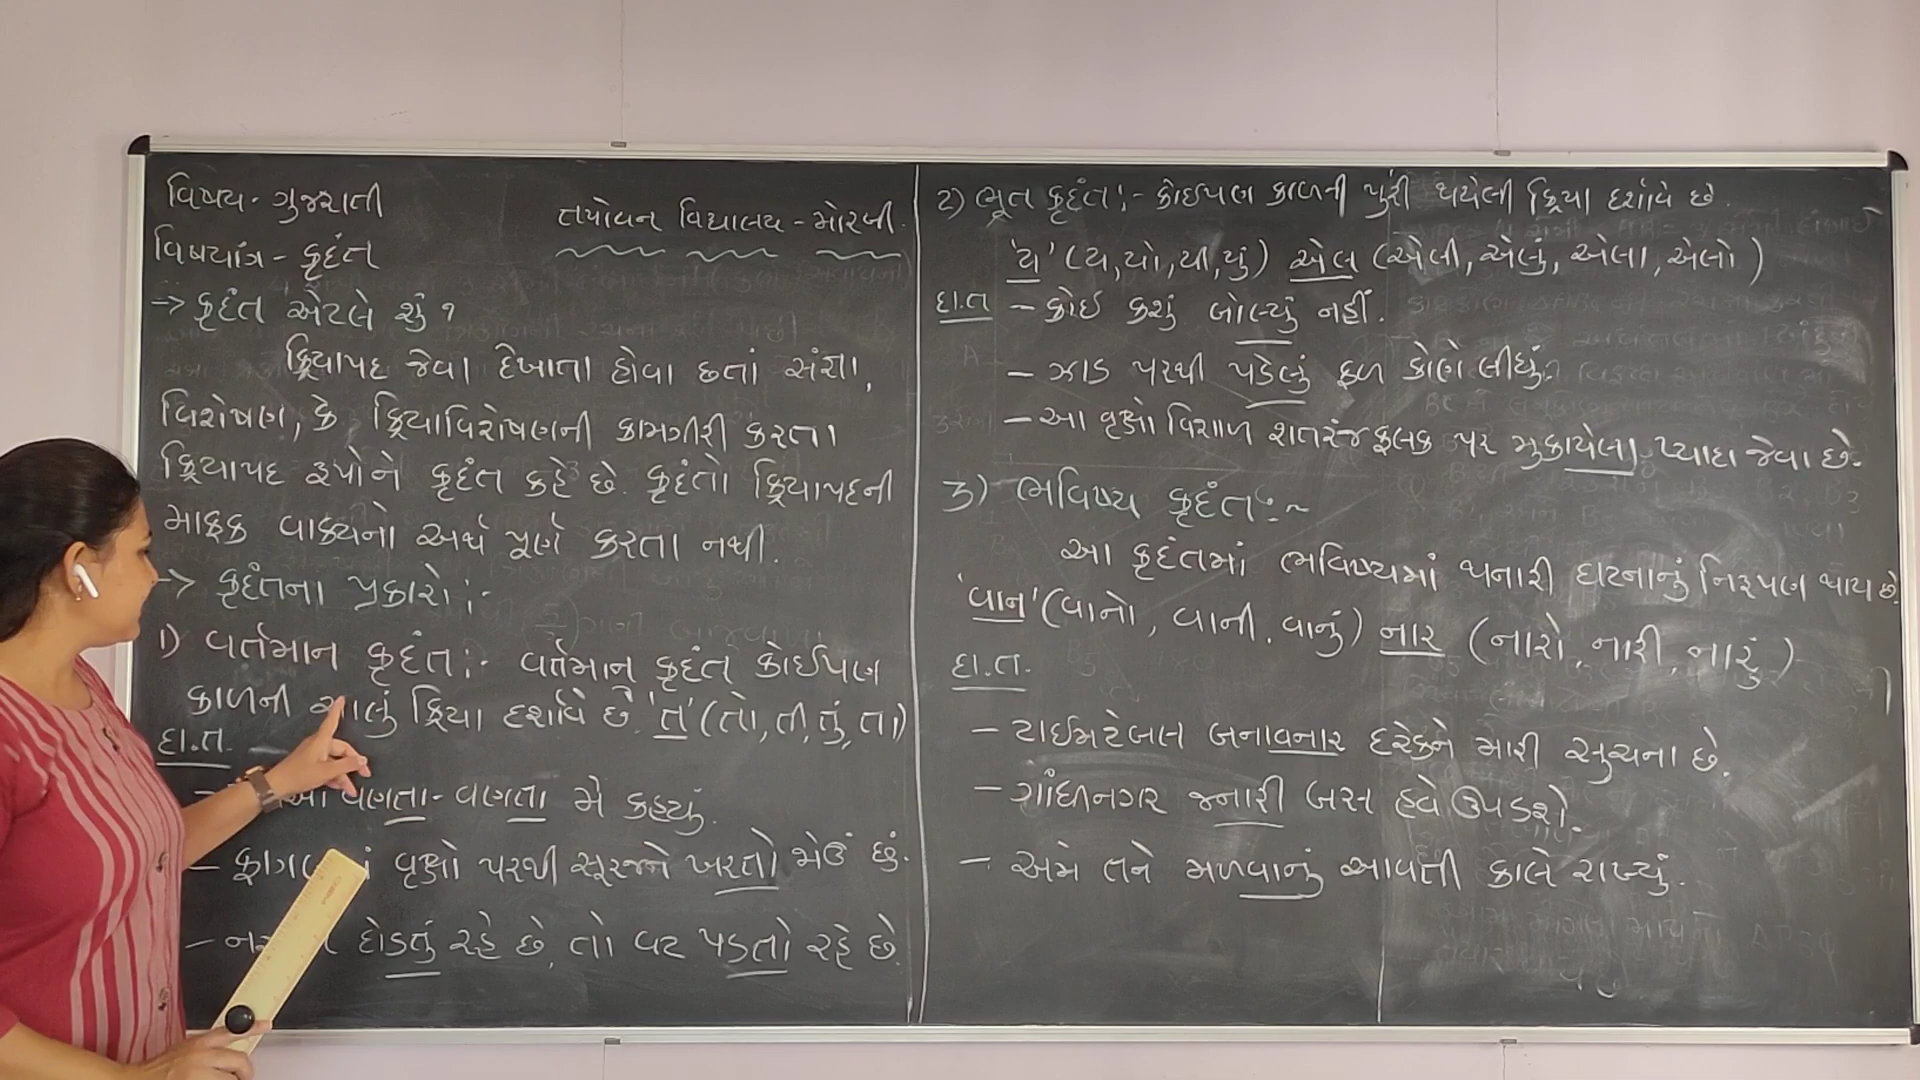 વિષય - ગુજરાતી
તપોવન વિદ્યાલય - મોરબી.
વિષયાંગ - કૃદંત
-> કૃદંત એટલે શું ?
ક્રિયાપદ જેવા દેખાતા હોવા છતાં સંજ્ઞા,
વિશેષણ, કે ક્રિયાવિશેષણની કામગીરી કરતા
ક્રિયાપદ રૂપોને કૃદંત કહે છે. કૃદંતો ક્રિયાપદની
માફક વાક્યનો અર્થ પૂર્ણ કરતા નથી.
-> કૃદંતના પ્રકારો :-
૧) વર્તમાન કૃદંત :- વર્તમાન કૃદંત કોઈપણ
કાળની ચાલું ક્રિયા દર્શાવે છે. 'ત' (તો, તી, તું, તા)
દા.ત.
- વણતા - વણતા મે કહ્યું.
- વૃક્ષો પરથી સૂરજને ખરતો જોઉં છું.
- દોડતું રહે છે, તો વટ પડતો રહે છે.
૨) ભૂત કૃદંત :- કોઈપણ કાળની પુરી થયેલી ક્રિયા દર્શાવે છે.
'ય' (ય, યો, યી, યું) એલ (એલી, એલું, એલા, એલો)
દા.ત - કોઈ કશું બોલ્યું નહીં.
- ઝાડ પરથી પડેલું ફળ કોણે લીધું.
- આ વૃક્ષો વિશાળ શતરંજ ફલક પર મુકાયેલા પ્યાદા જેવા છે.
૩) ભવિષ્ય કૃદંત :-
આ કૃદંતમાં ભવિષ્યમાં થનારી ઘટનાનું નિરૂપણ થાય છે.
'વાન' (વાનો, વાની, વાનું) નાર (નારો, નારી, નારું)
દા.ત.
- ટાઈમટેબલ બનાવનાર દરેકને મારી સુચના છે.
- ગાંધીનગર જનારી બસ હવે ઉપડશે.
- અમે તને મળવાનું આવતી કાલે રાખ્યું.